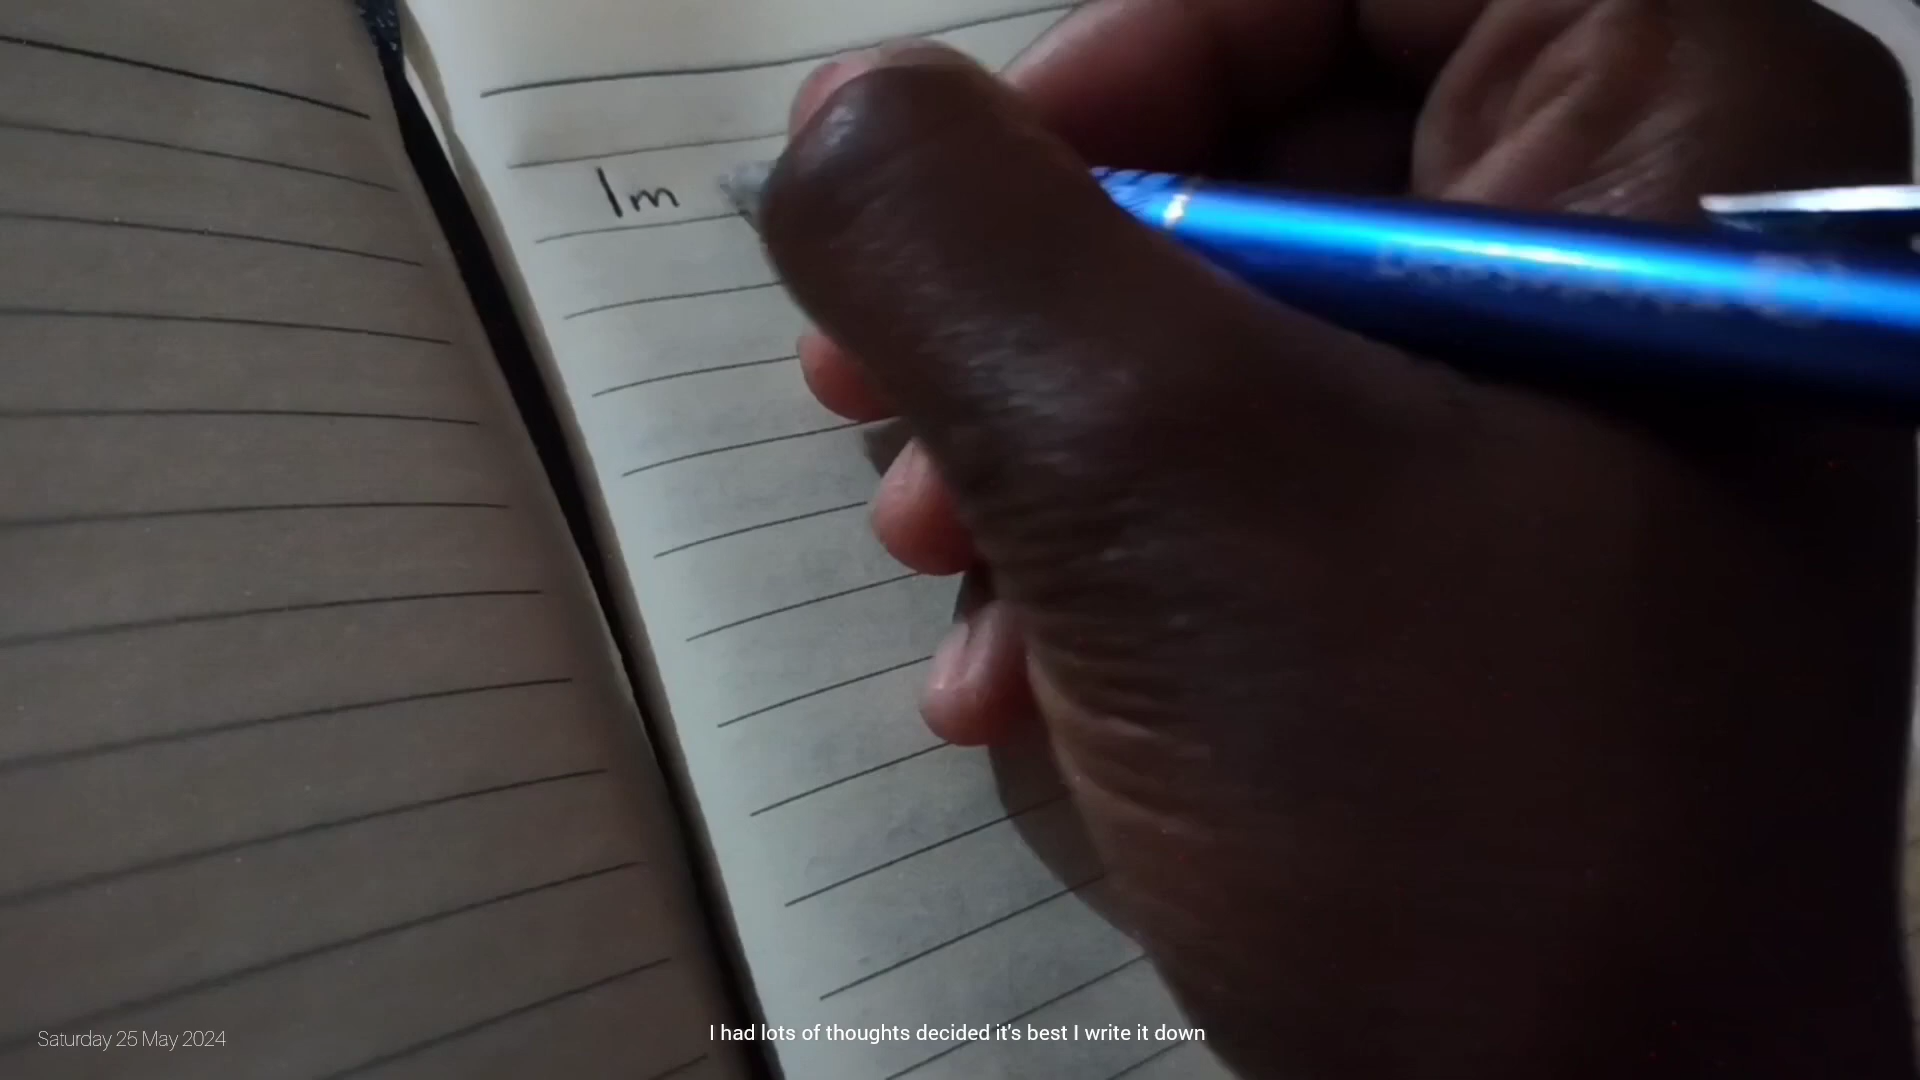 Im
Saturday 25 May 2024
I had lots of thoughts decided it's best I write it down